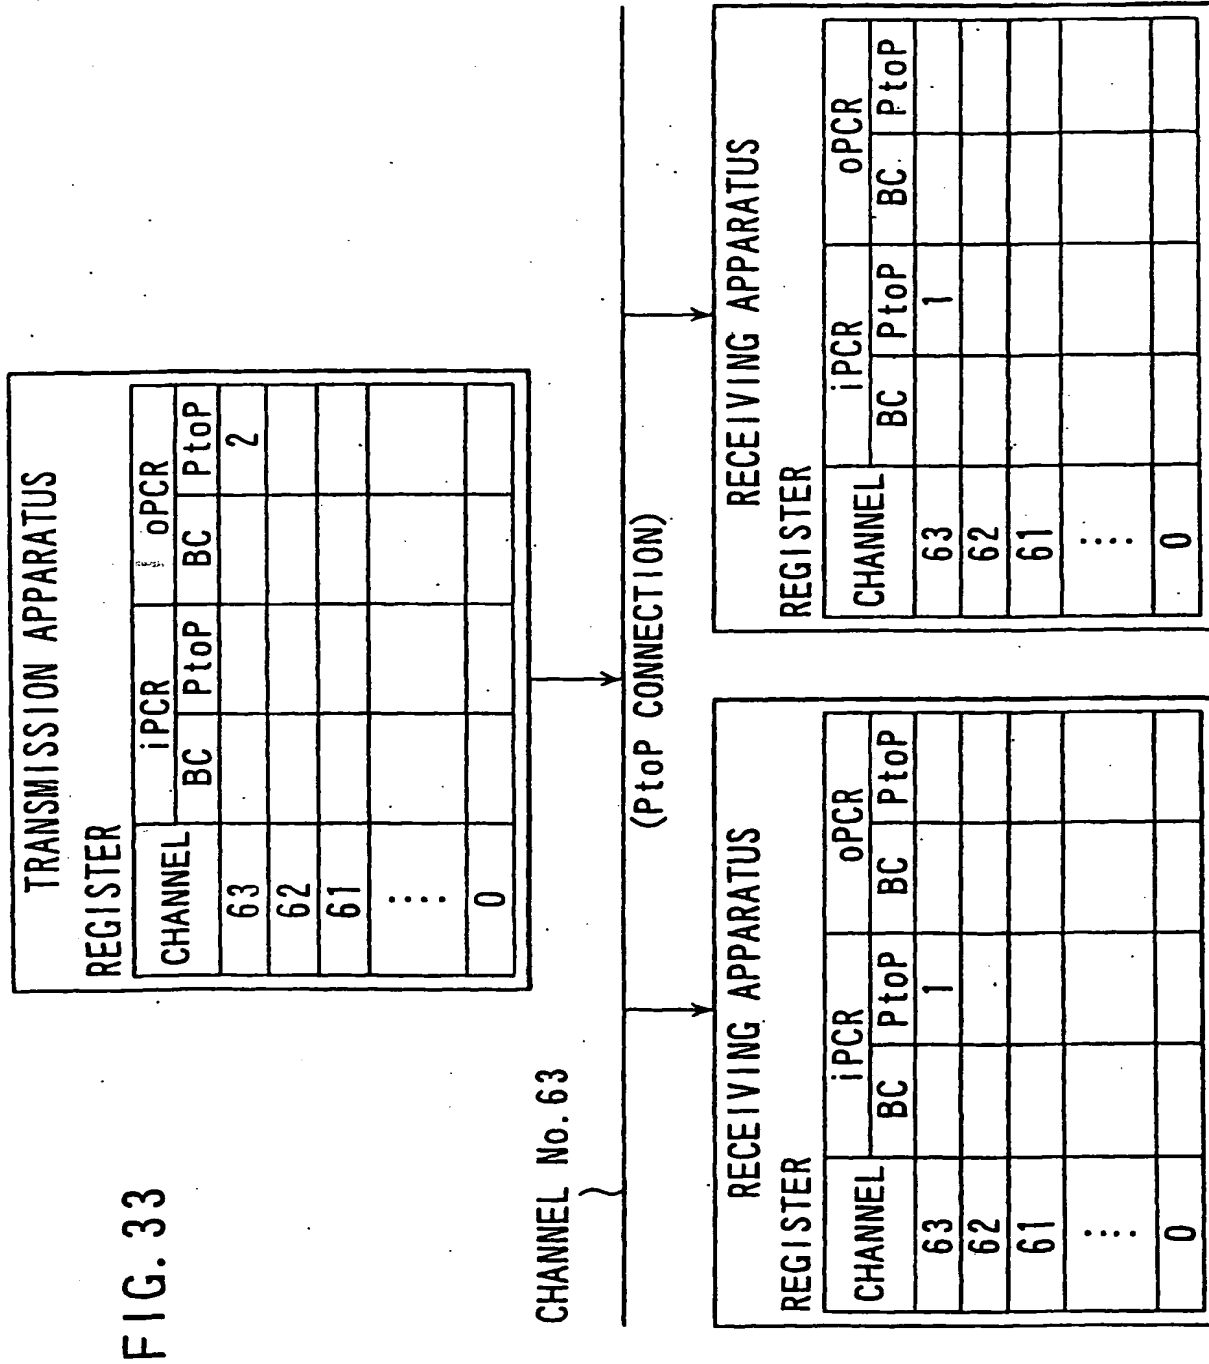 FIG. 33
TRANSMISSION APPARATUS
REGISTER
CHANNEL iPCR oPCR
BC PtoP BC PtoP
63 2
62
61
....
0
CHANNEL No. 63
(PtoP CONNECTION)
RECEIVING APPARATUS
REGISTER
CHANNEL iPCR oPCR
BC PtoP BC PtoP
63 1
62
61
....
0
RECEIVING APPARATUS
REGISTER
CHANNEL iPCR oPCR
BC PtoP BC PtoP
63 1
62
61
....
0